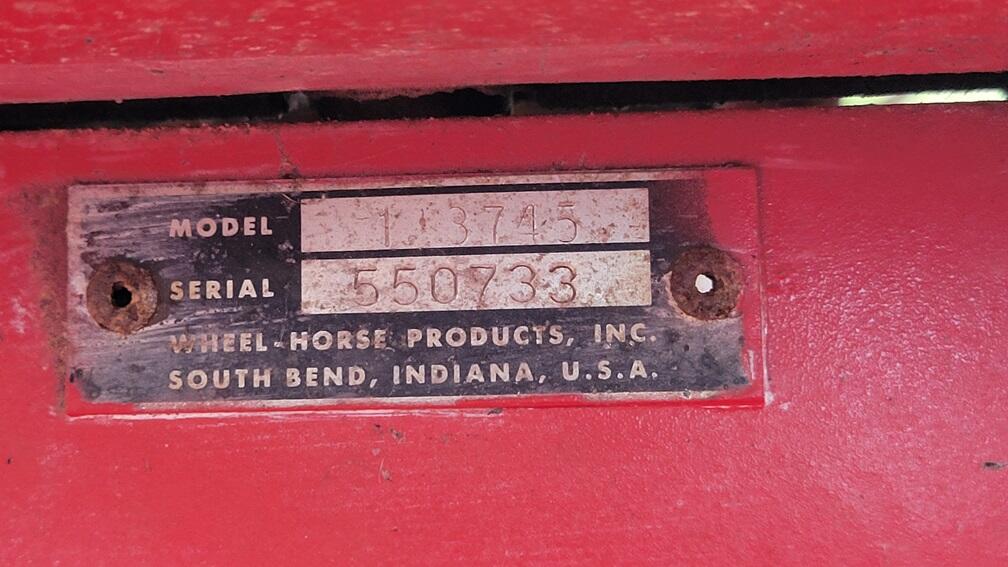 MODEL 1-3745
SERIAL 550733
WHEEL-HORSE PRODUCTS, INC.
SOUTH BEND, INDIANA, U.S.A.